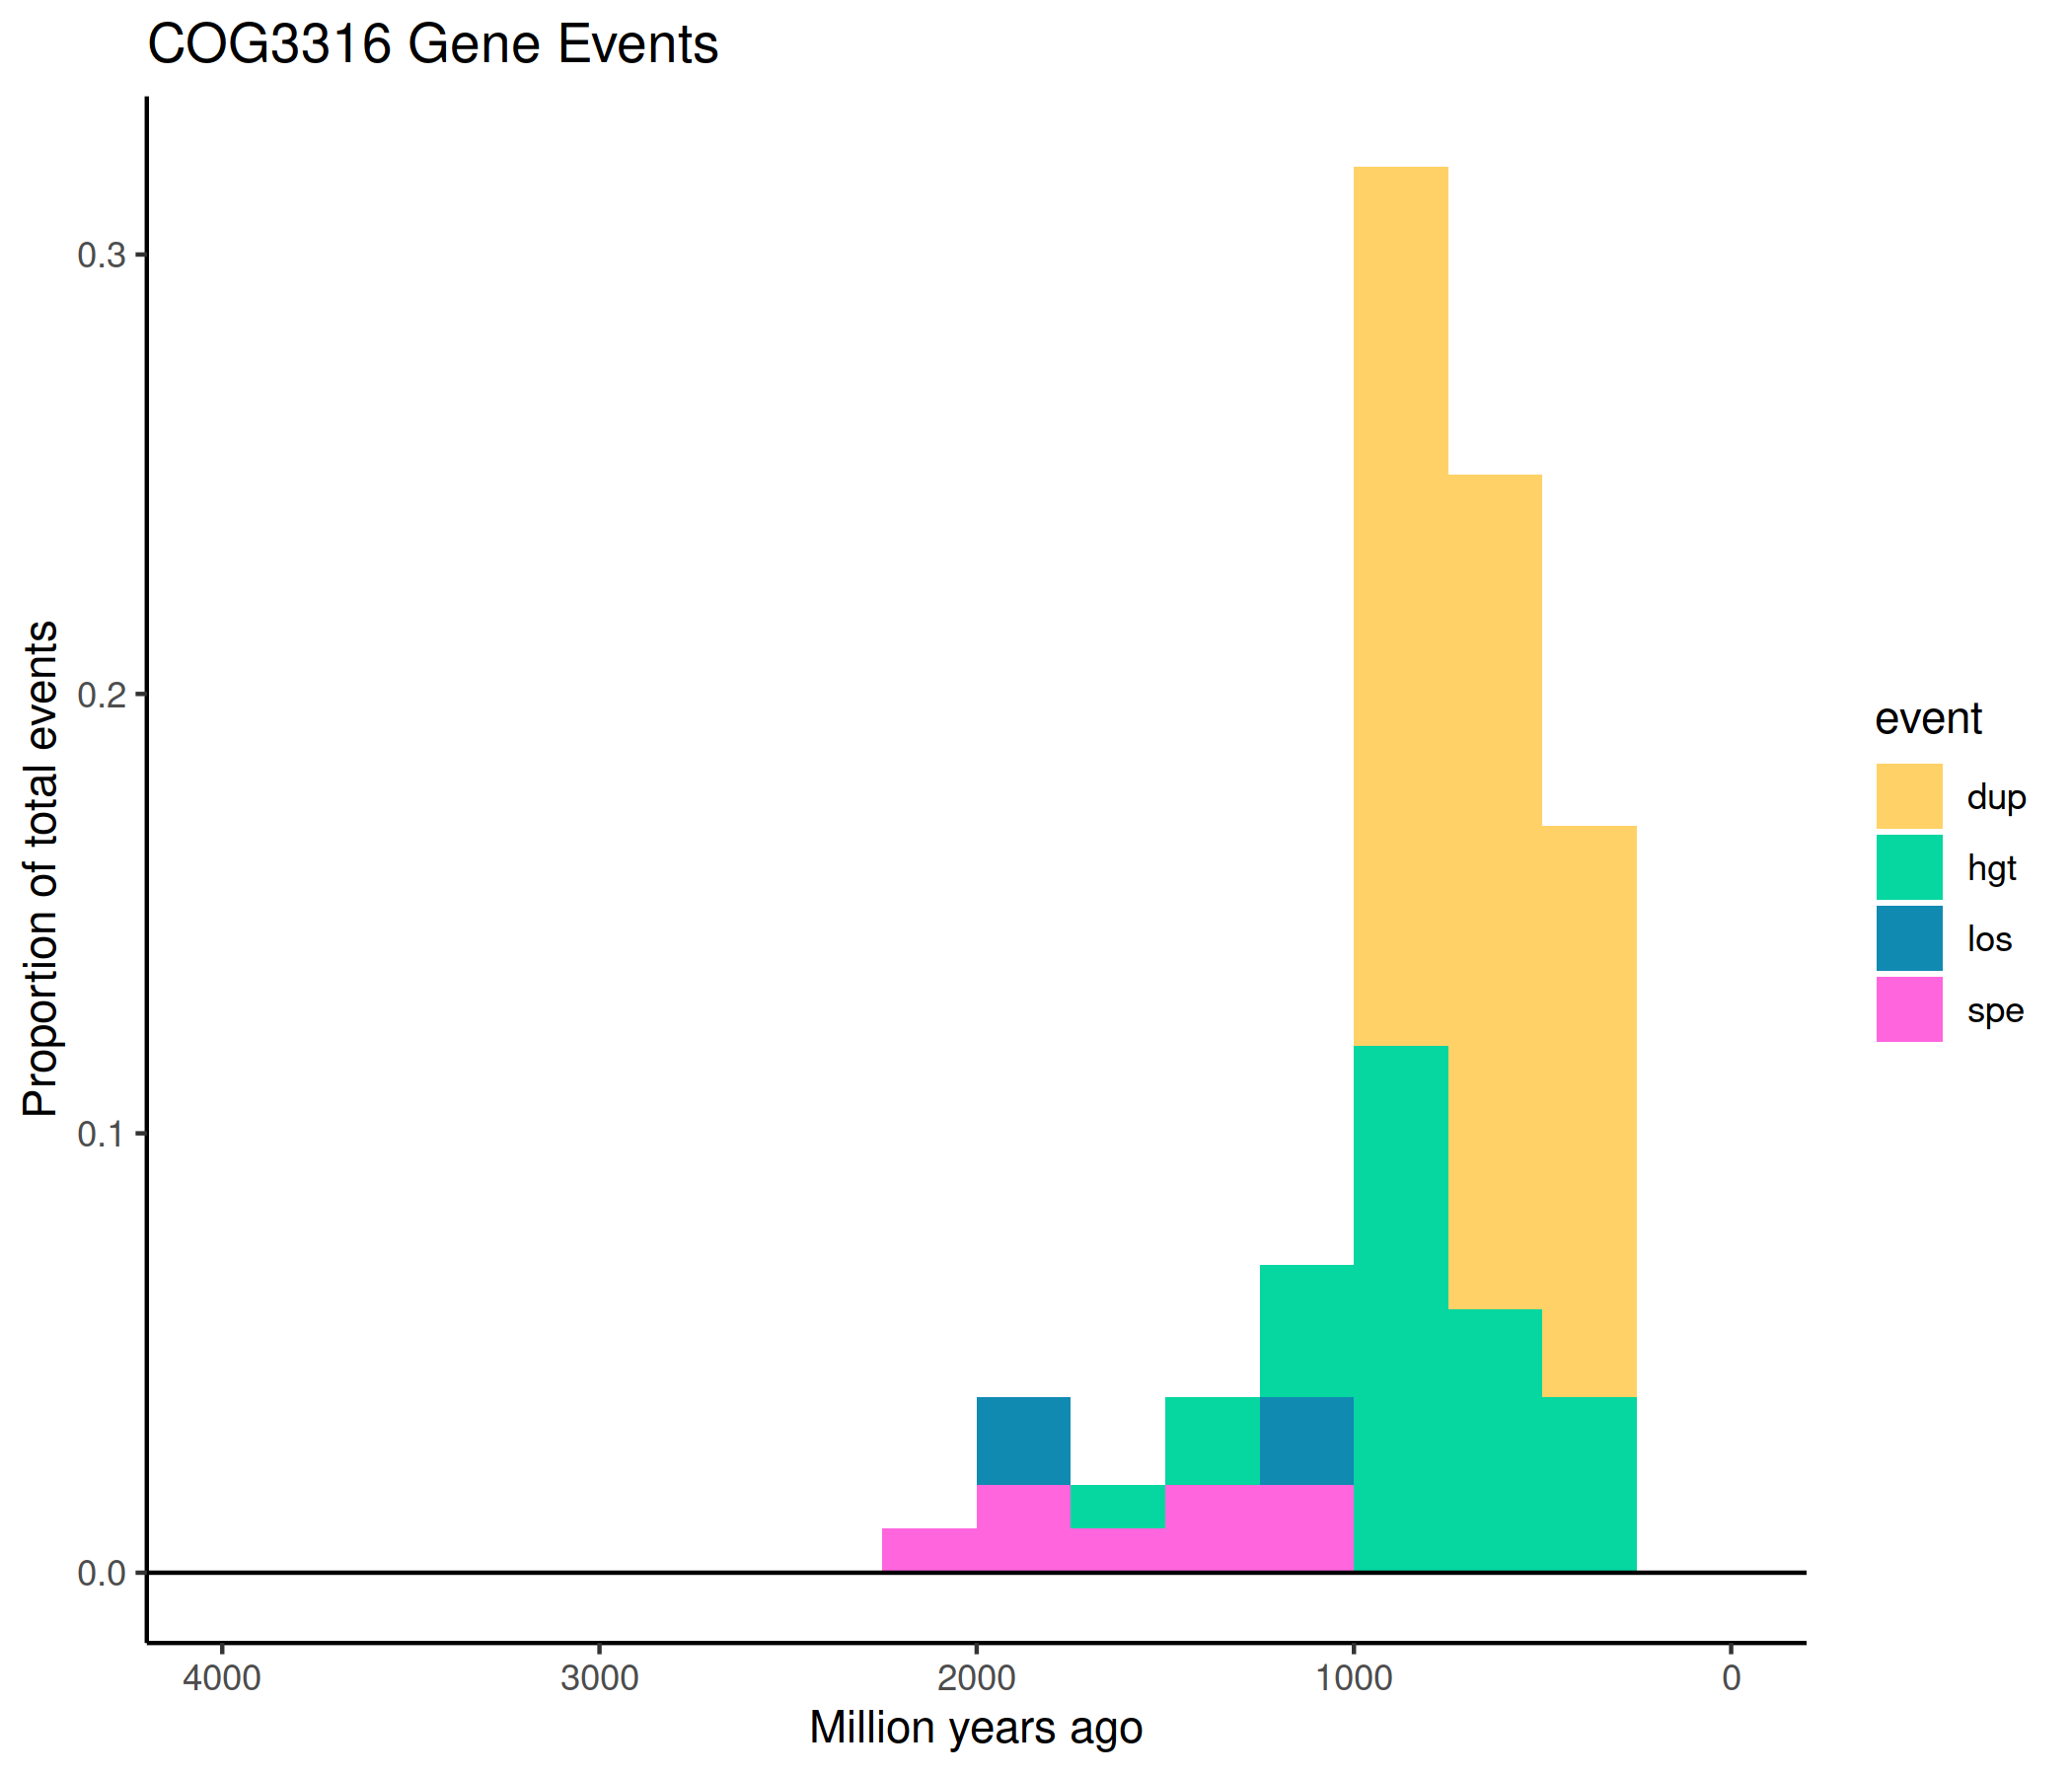 COG3316 Gene Events
Proportion of total events
0.3
0.2
0.1
0.0
4000 3000 2000 1000 0
Million years ago
event
dup
hgt
los
spe